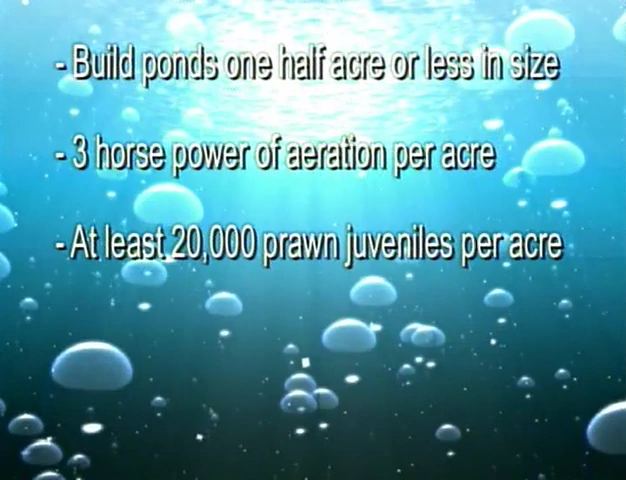 - Build ponds one half acre or less in size
- 3 horse power of aeration per acre
- At least 20,000 prawn juveniles per acre